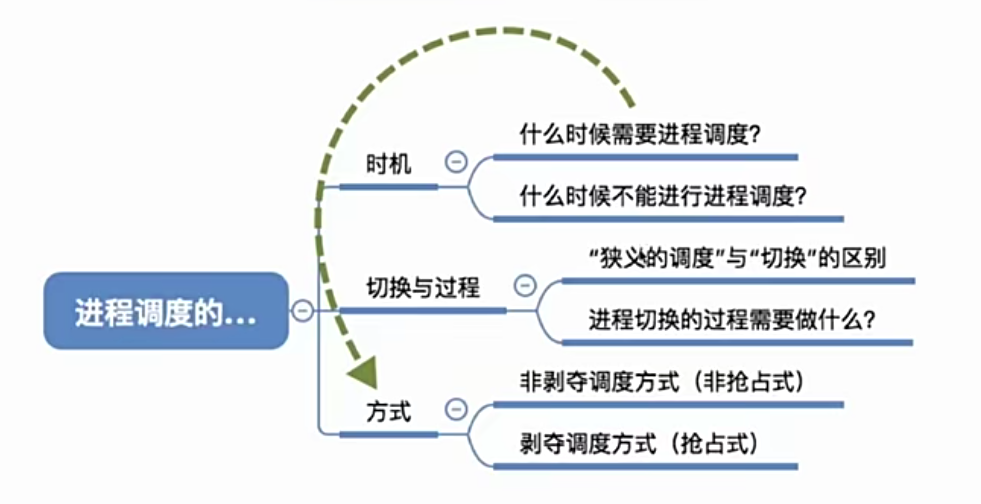 什么时候需要进程调度?
时机
什么时候不能进行进程调度?
“狭义的调度”与“切换”的区别
切换与过程
进程调度的...
进程切换的过程需要做什么?
非剥夺调度方式（非抢占式）
方式
剥夺调度方式（抢占式）